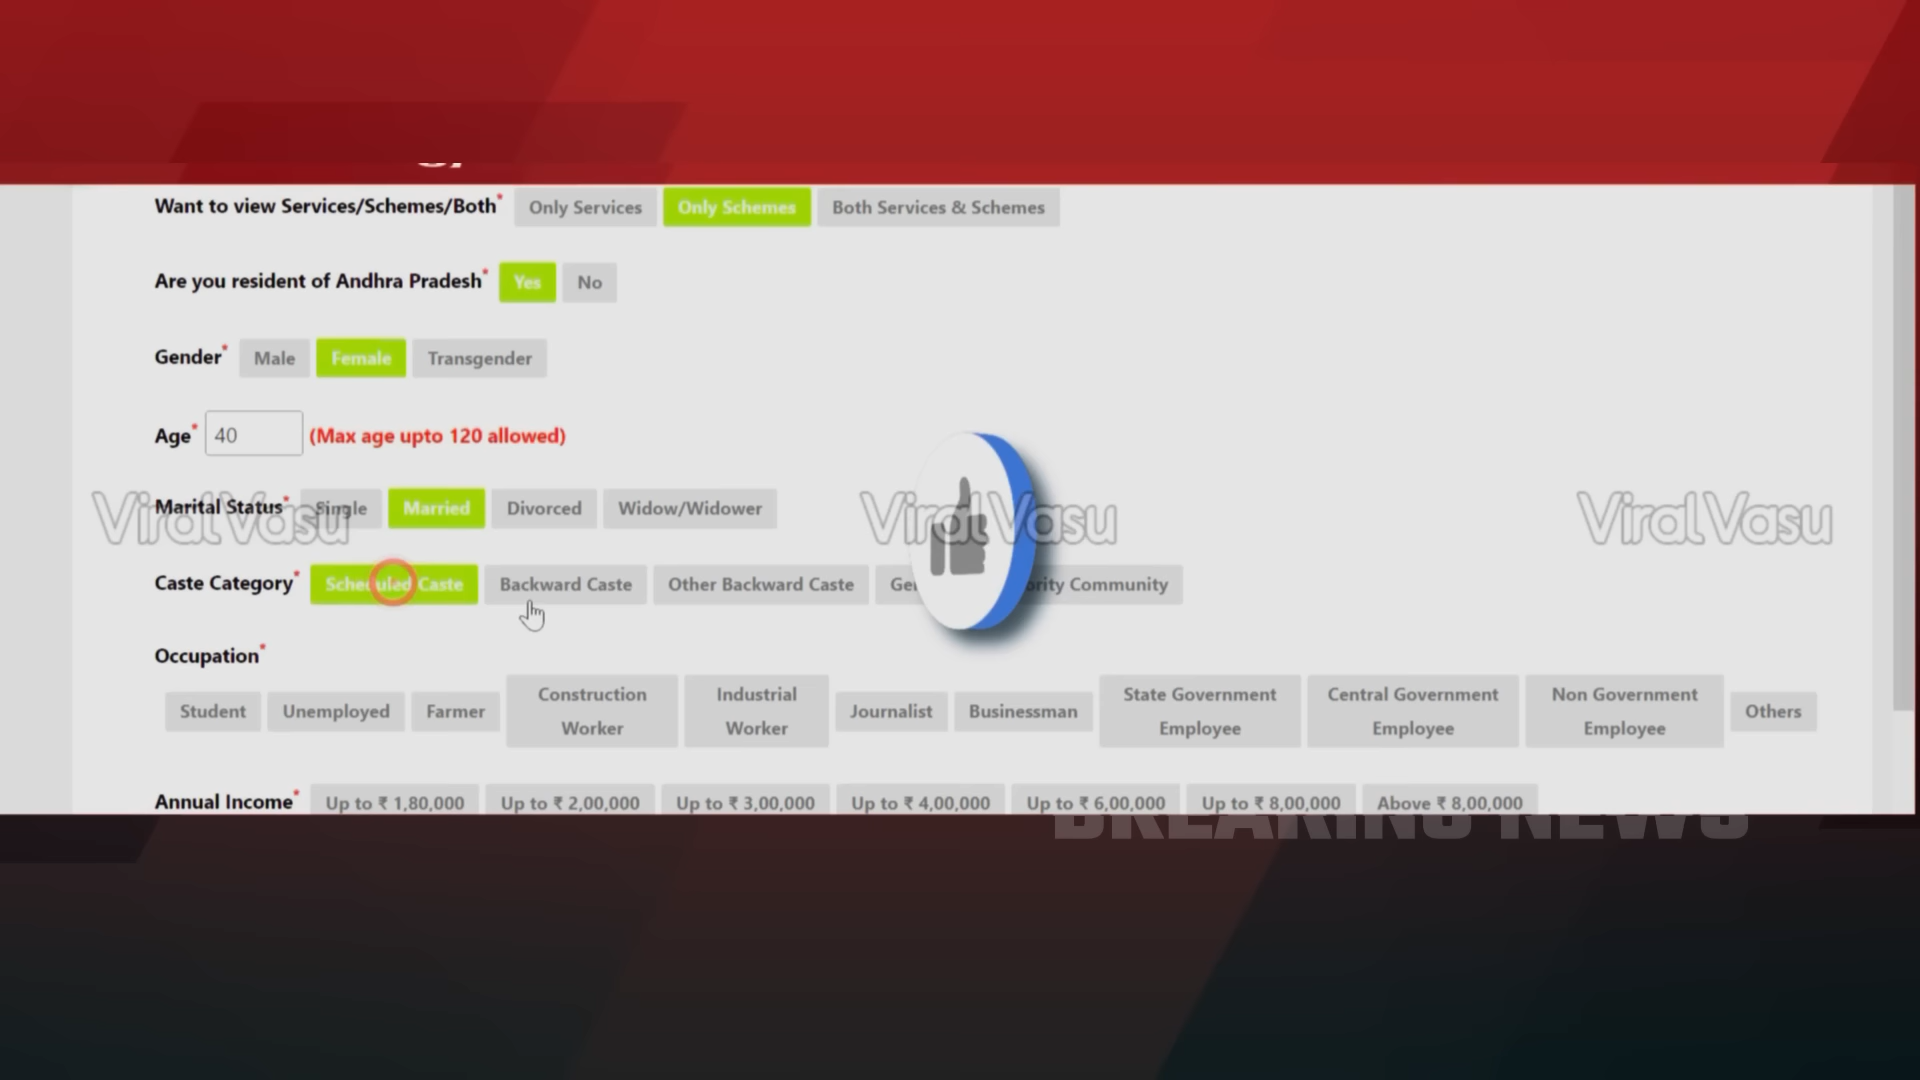 Want to view Services/Schemes/Both* Only Services Only Schemes Both Services & Schemes
Are you resident of Andhra Pradesh* Yes No
Gender* Male Female Transgender
Age* 40 (Max age upto 120 allowed)
Marital Status* Single Married Divorced Widow/Widower
ViralVasu ViralVasu ViralVasu
Caste Category* Scheduled Caste Backward Caste Other Backward Caste Community
Occupation*
Student Unemployed Farmer Construction Worker Industrial Worker Journalist Businessman State Government Employee Central Government Employee Non Government Employee Others
Annual Income* Up to ₹ 1,80,000 Up to ₹ 2,00,000 Up to ₹ 3,00,000 Up to ₹ 4,00,000 Up to ₹ 6,00,000 Up to ₹ 8,00,000 Above ₹ 8,00,000
BREAKING NEWS